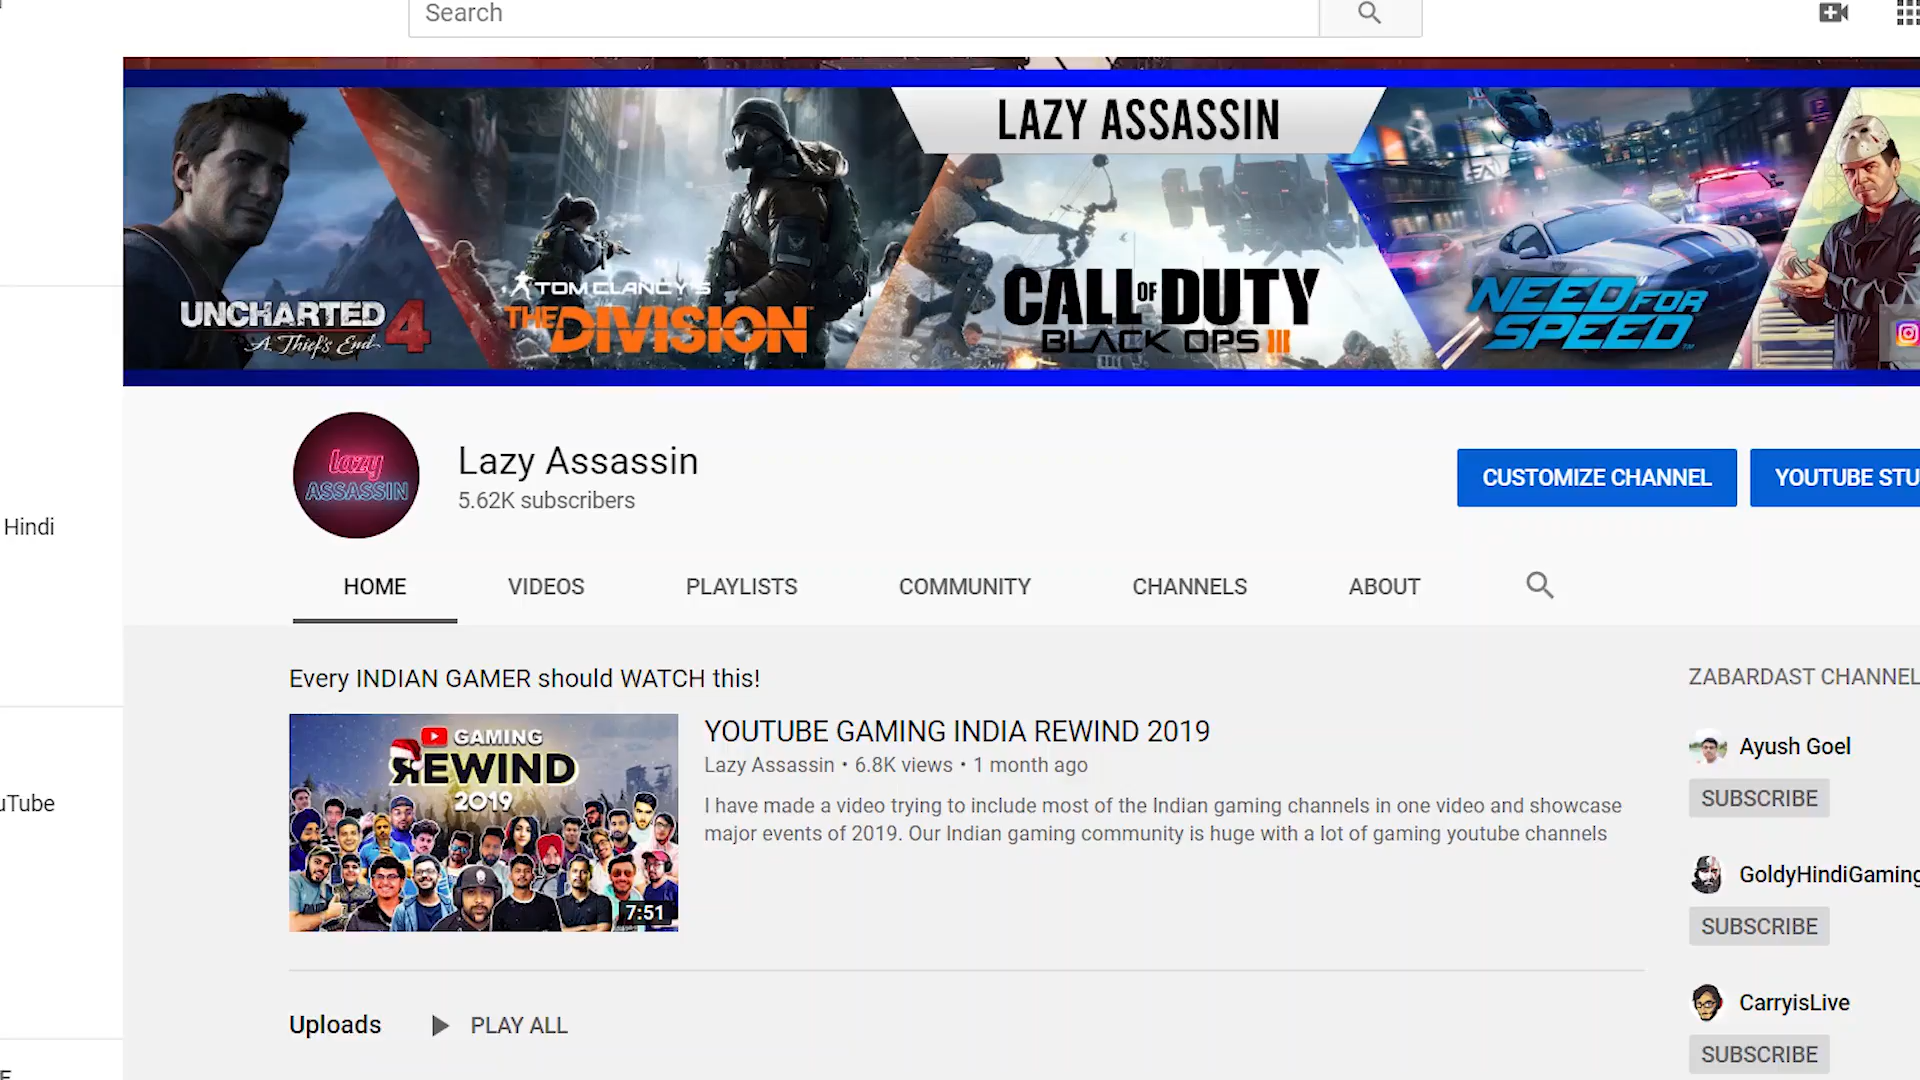 Search
LAZY ASSASSIN
UNCHARTED 4
A Thief's End
TOM CLANCY'S
THE DIVISION
CALL OF DUTY
BLACK OPS III
NEED FOR
SPEED
lazy
ASSASSIN
Lazy Assassin
5.62K subscribers
CUSTOMIZE CHANNEL
YOUTUBE STU
Hindi
HOME
VIDEOS
PLAYLISTS
COMMUNITY
CHANNELS
ABOUT
Every INDIAN GAMER should WATCH this!
GAMING
REWIND
2019
7:51
YOUTUBE GAMING INDIA REWIND 2019
Lazy Assassin • 6.8K views • 1 month ago
I have made a video trying to include most of the Indian gaming channels in one video and showcase
major events of 2019. Our Indian gaming community is huge with a lot of gaming youtube channels
ZABARDAST CHANNEL
Ayush Goel
SUBSCRIBE
GoldyHindiGaming
SUBSCRIBE
CarryisLive
SUBSCRIBE
uTube
Uploads
PLAY ALL